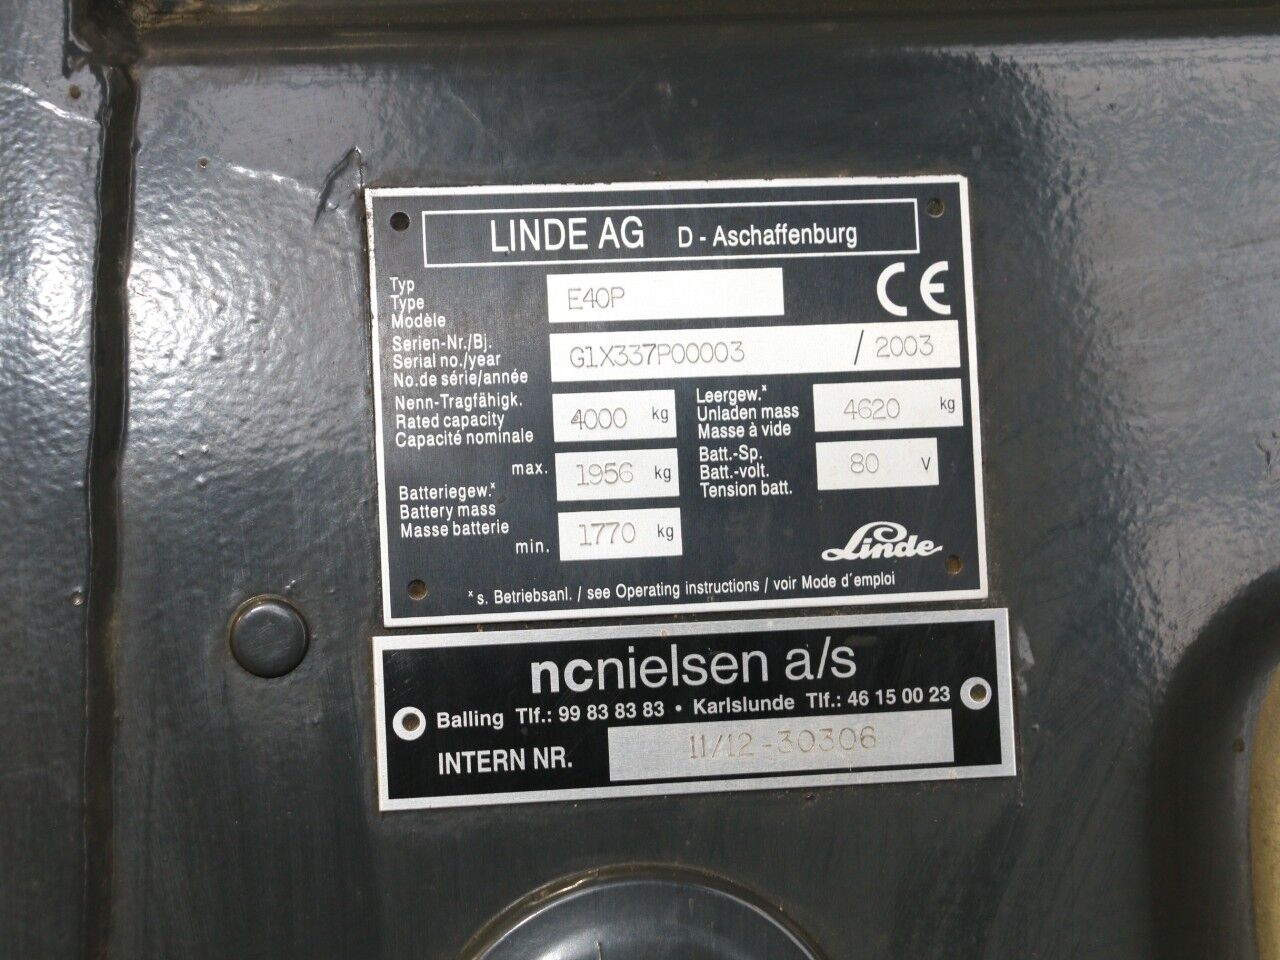 LINDE AG D - Aschaffenburg
Typ
Type
Modèle
E40P
CE
Serien-Nr./Bj.
Serial no./year
No.de série/année
G1X337P00003 / 2003
Nenn-Tragfähigk.
Rated capacity
Capacité nominale
4000 kg
Leergew.*
Unladen mass
Masse à vide
4620 kg
Batteriegew.*
Battery mass
Masse batterie
max. 1956 kg
min. 1770 kg
Batt.-Sp.
Batt.-volt.
Tension batt.
80 V
Linde
* s. Betriebsanl. / see Operating instructions / voir Mode d´emploi
ncnielsen a/s
Balling Tlf.: 99 83 83 83 • Karlslunde Tlf.: 46 15 00 23
INTERN NR. 11/12-30306